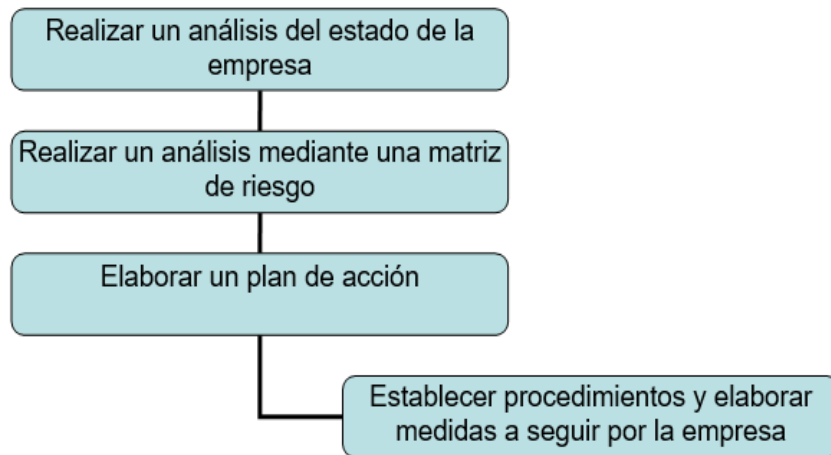 Realizar un análisis del estado de la
empresa
Realizar un análisis mediante una matriz
de riesgo
Elaborar un plan de acción
Establecer procedimientos y elaborar
medidas a seguir por la empresa